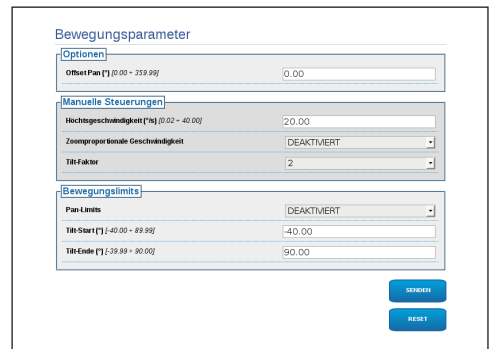 Bewegungsparameter
Optionen
Offset Pan [°] [0.00 ÷ 359.99] 0.00
Manuelle Steuerungen
Höchtsgeschwindigkeit [°/s] [0.02 ÷ 40.00] 20.00
Zoomproportionale Geschwindigkeit DEAKTIVIERT
Tilt-Faktor 2
Bewegungslimits
Pan-Limits DEAKTIVIERT
Tilt-Start [°] [-40.00 ÷ 89.99] -40.00
Tilt-Ende [°] [-39.99 ÷ 90.00] 90.00
SENDEN
RESET